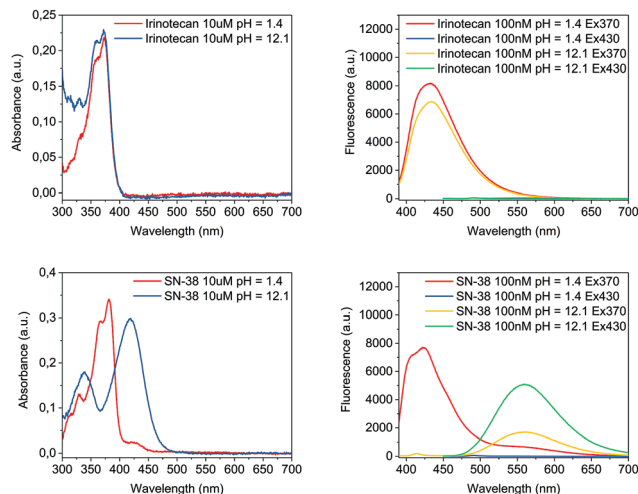 Irinotecan 10uM pH = 1.4
Irinotecan 10uM pH = 12.1
0,25
0,20
0,15
0,10
0,05
0,00
Absorbance (a.u.)
300 350 400 450 500 550 600 650 700
Wavelength (nm)
Irinotecan 100nM pH = 1.4 Ex370
Irinotecan 100nM pH = 1.4 Ex430
Irinotecan 100nM pH = 12.1 Ex370
Irinotecan 100nM pH = 12.1 Ex430
12000
10000
8000
6000
4000
2000
0
Fluorescence (a.u.)
400 450 500 550 600 650 700
Wavelength (nm)
SN-38 10uM pH = 1.4
SN-38 10uM pH = 12.1
0,4
0,3
0,2
0,1
0,0
Absorbance (a.u.)
300 350 400 450 500 550 600 650 700
Wavelength (nm)
SN-38 100nM pH = 1.4 Ex370
SN-38 100nM pH = 1.4 Ex430
SN-38 100nM pH = 12.1 Ex370
SN-38 100nM pH = 12.1 Ex430
12000
10000
8000
6000
4000
2000
0
Fluorescence (a.u.)
400 450 500 550 600 650 700
Wavelength (nm)